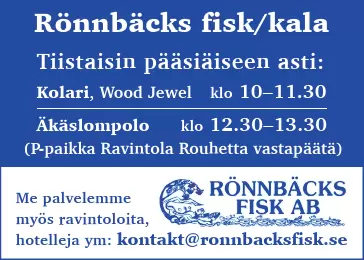 Rönnbäcks fisk/kala
Tiistaisin pääsiäiseen asti:
Kolari, Wood Jewel klo 10–11.30
Äkäslompolo klo 12.30–13.30
(P-paikka Ravintola Rouhetta vastapäätä)
Me palvelemme
myös ravintoloita,
hotelleja ym: kontakt@ronnbacksfisk.se
RÖNNBÄCKS
FISK AB